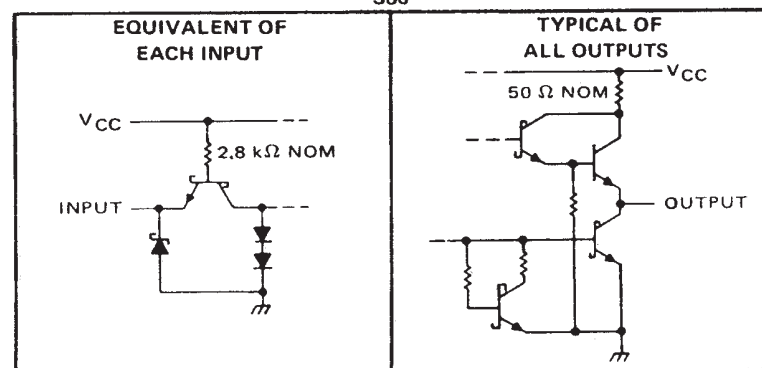 EQUIVALENT OF
EACH INPUT
VCC
2.8 kΩ NOM
INPUT
TYPICAL OF
ALL OUTPUTS
VCC
50 Ω NOM
OUTPUT